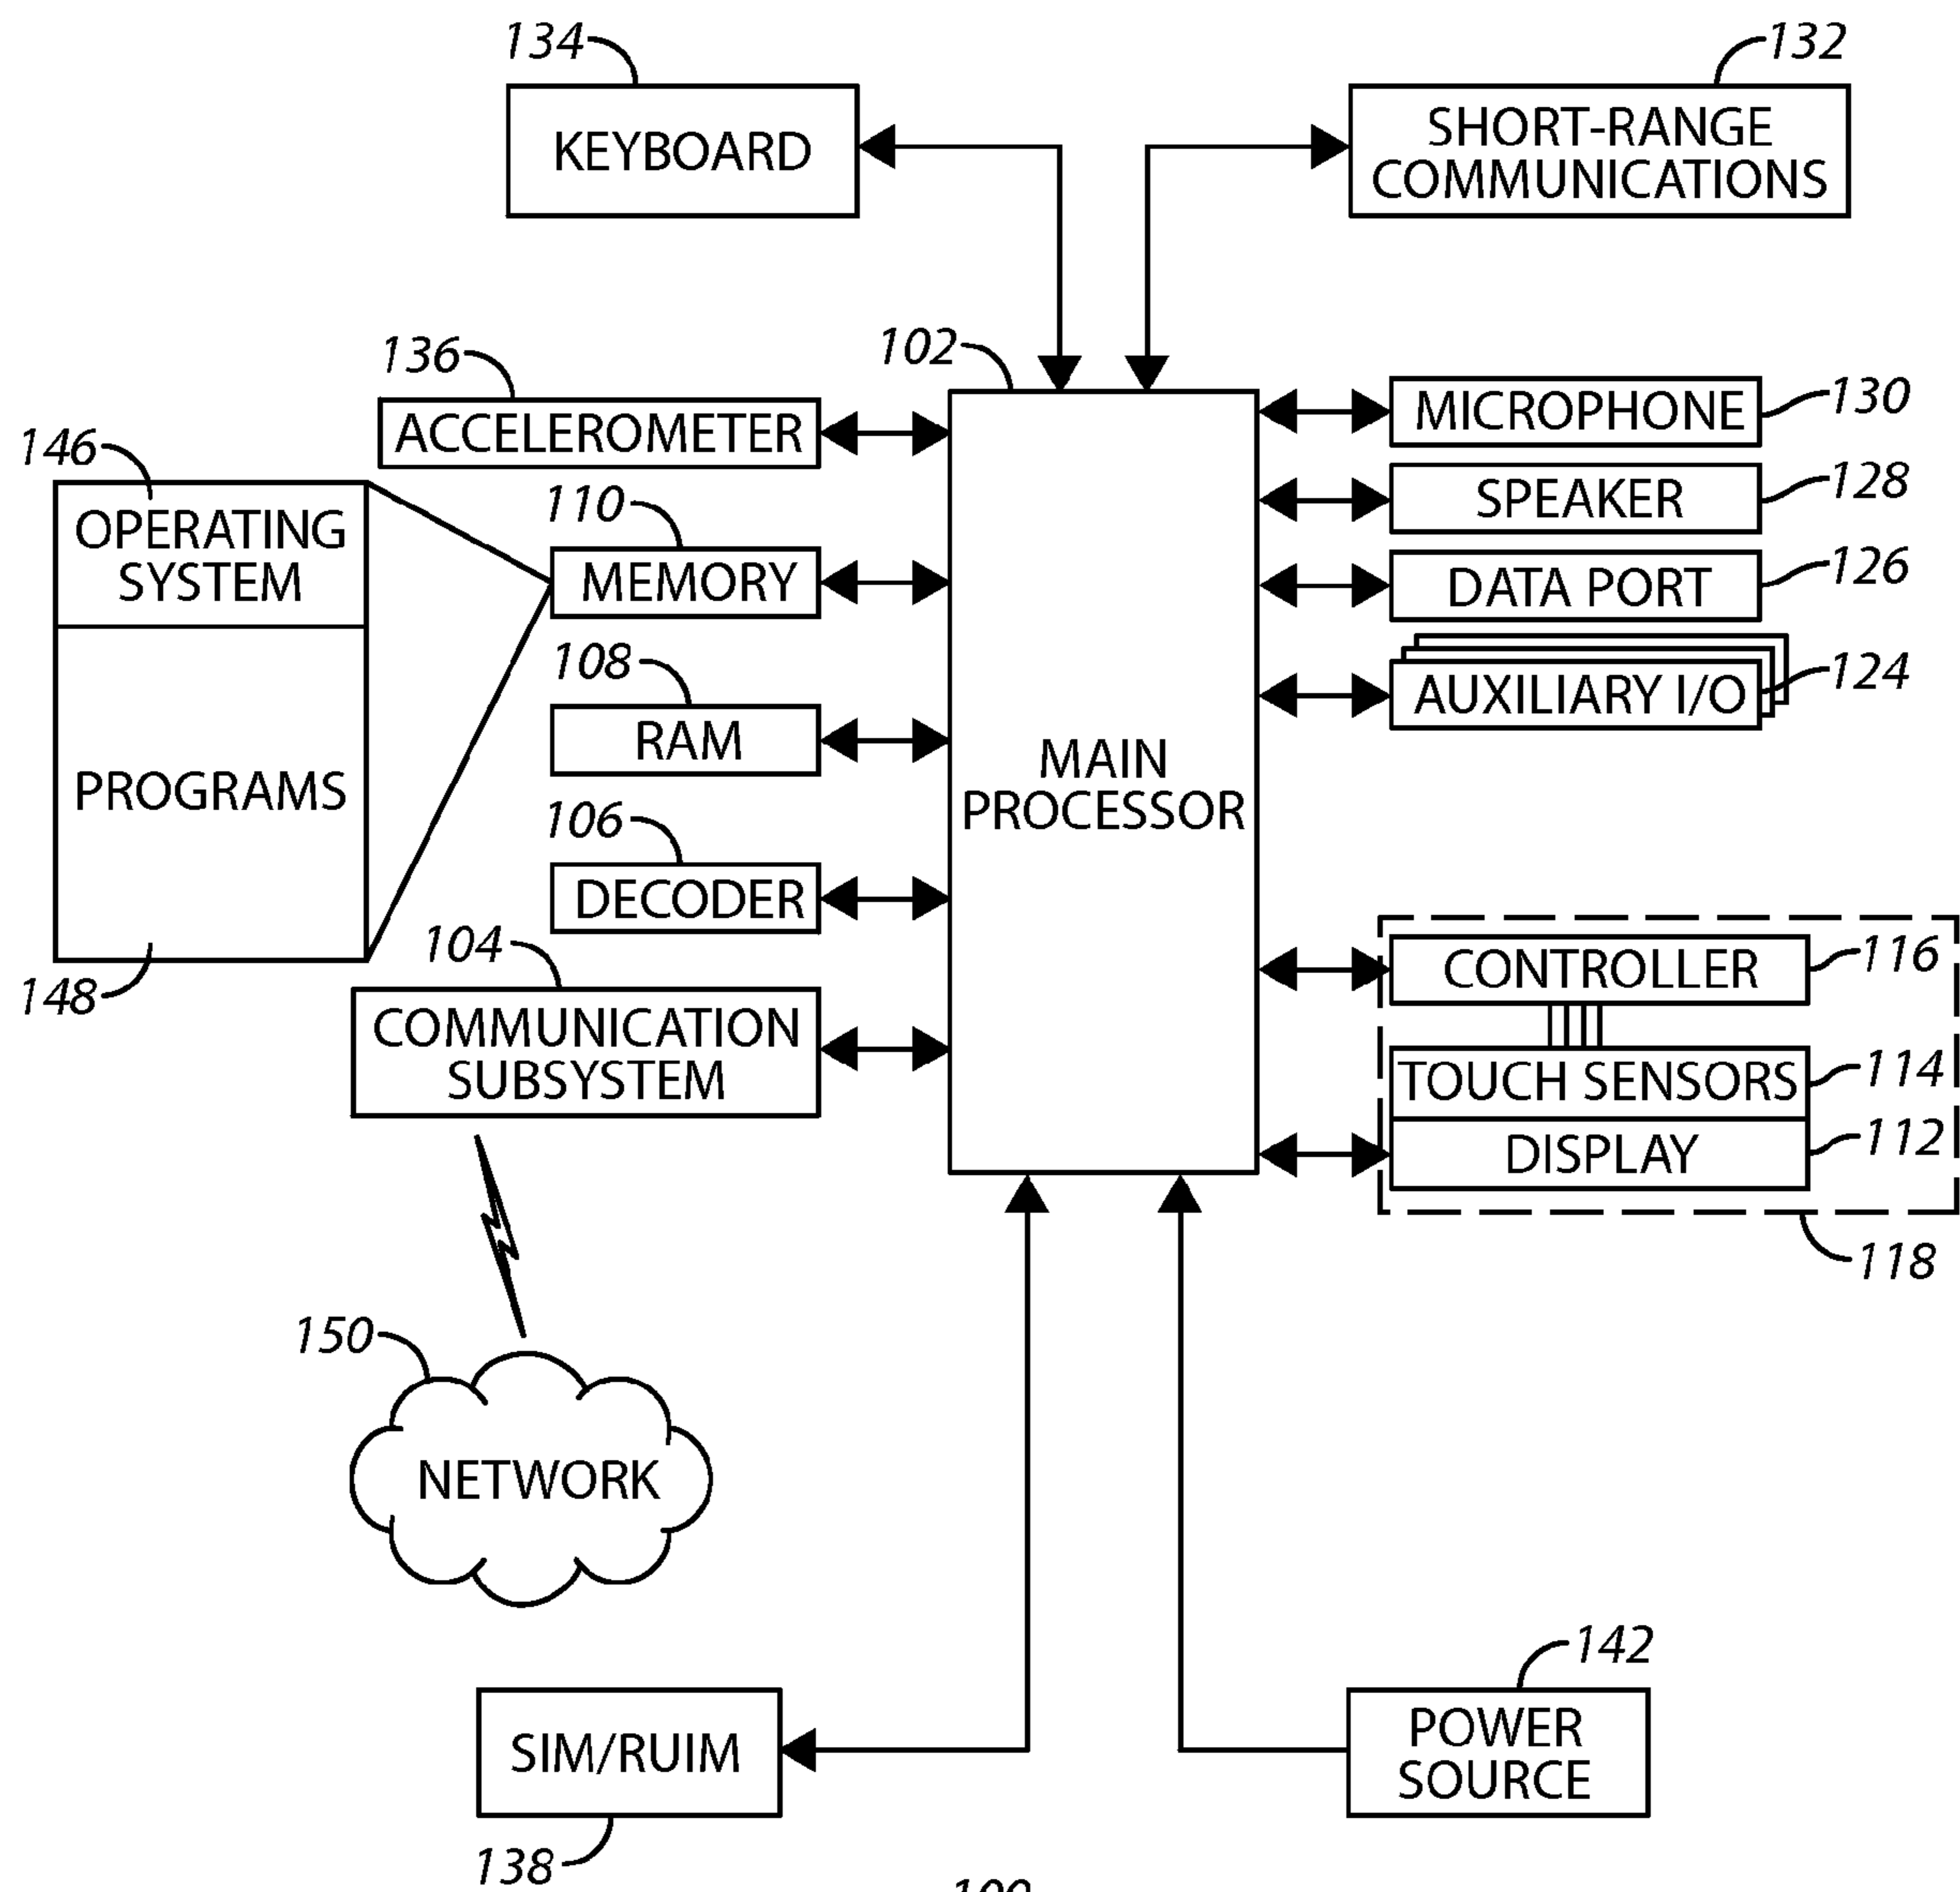 134
KEYBOARD
132
SHORT-RANGE
COMMUNICATIONS
136
ACCELEROMETER
102
MAIN
PROCESSOR
146
OPERATING
SYSTEM
PROGRAMS
148
110
MEMORY
108
RAM
106
DECODER
104
COMMUNICATION
SUBSYSTEM
MICROPHONE
130
SPEAKER
128
DATA PORT
126
AUXILIARY I/O
124
CONTROLLER
116
TOUCH SENSORS
114
DISPLAY
112
118
150
NETWORK
SIM/RUIM
138
142
POWER
SOURCE